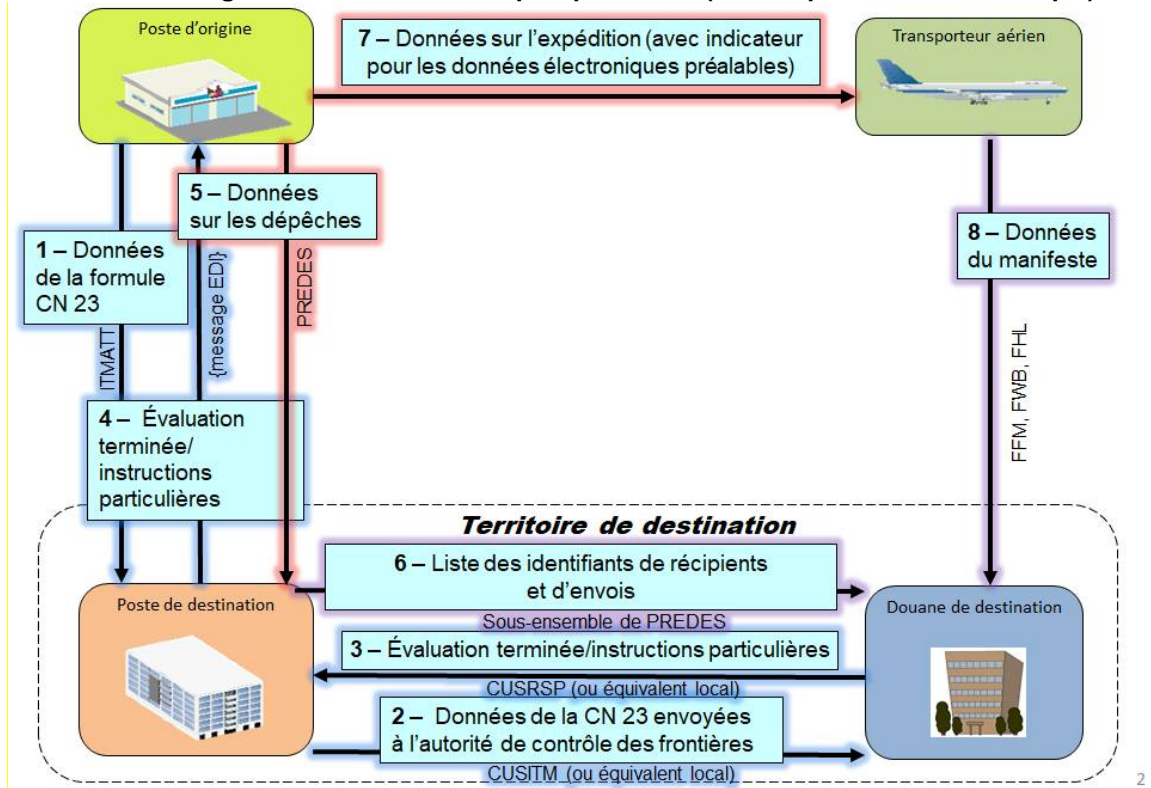 Poste d'origine
7 – Données sur l'expédition (avec indicateur
pour les données électroniques préalables)
Transporteur aérien
5 – Données
sur les dépêches
1 – Données
de la formule
CN 23
8 – Données
du manifeste
ITMATT
{message EDI}
PREDES
FFM, FWB, FHL
4 – Évaluation
terminée/
instructions
particulières
Territoire de destination
6 – Liste des identifiants de récipients
et d'envois
Poste de destination
Douane de destination
Sous-ensemble de PREDES
3 – Évaluation terminée/instructions particulières
CUSRSP (ou équivalent local)
2 – Données de la CN 23 envoyées
à l'autorité de contrôle des frontières
CUSITM (ou équivalent local)
2